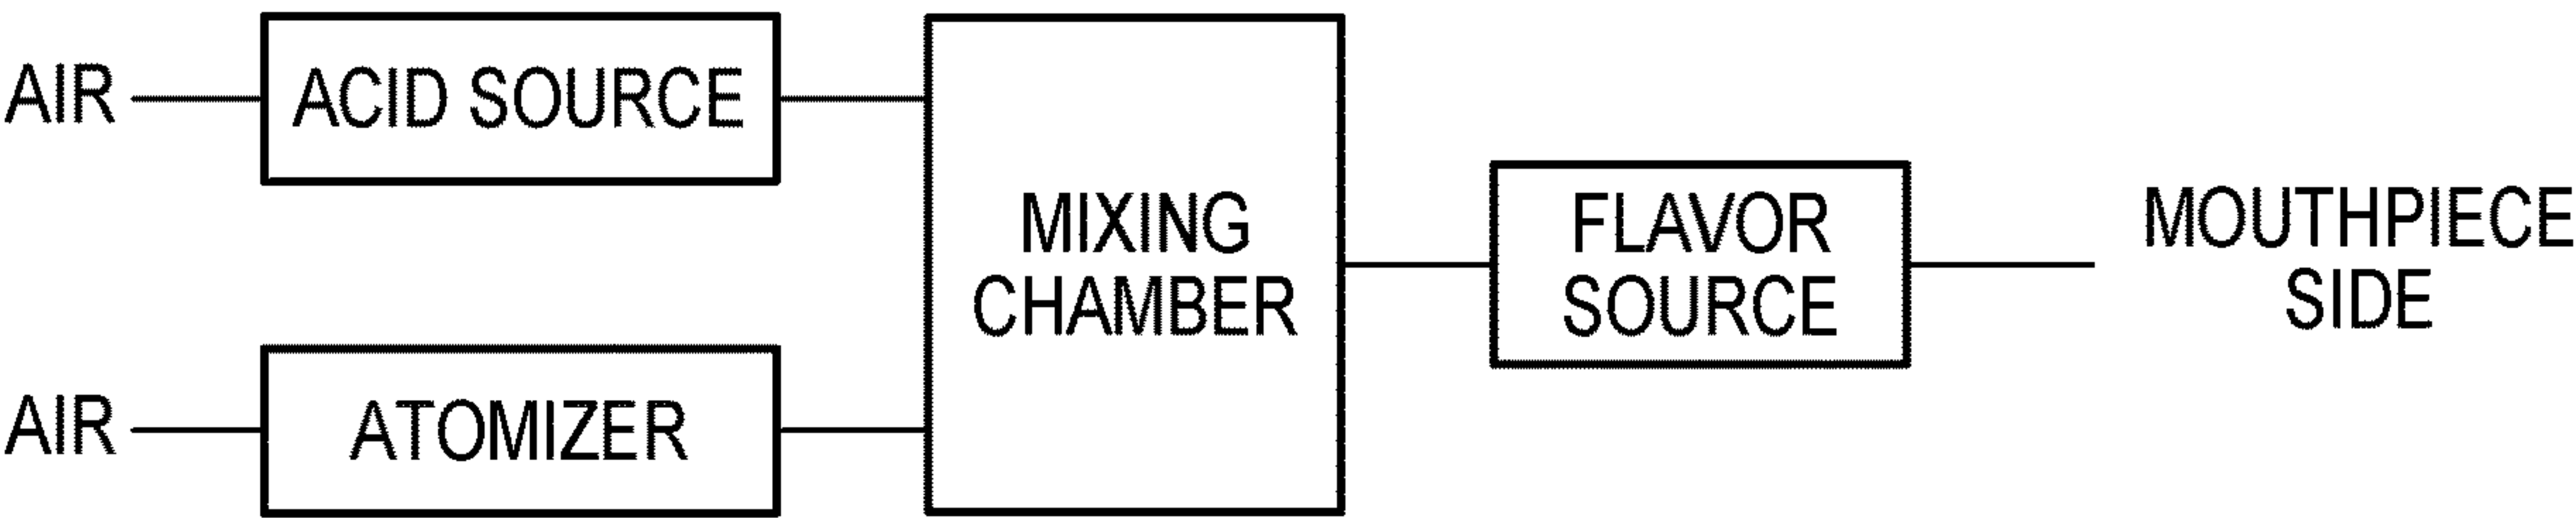 AIR
ACID SOURCE
AIR
ATOMIZER
MIXING
CHAMBER
FLAVOR
SOURCE
MOUTHPIECE
SIDE